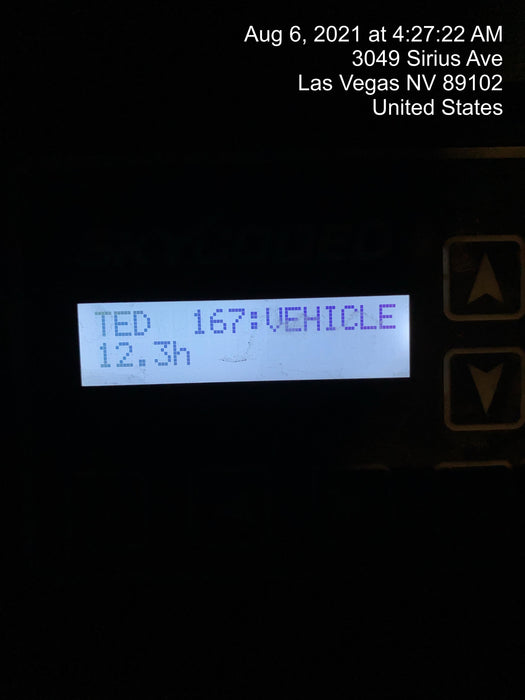 Aug 6, 2021 at 4:27:22 AM
3049 Sirius Ave
Las Vegas NV 89102
United States
TED 167:VEHICLE
12.3h